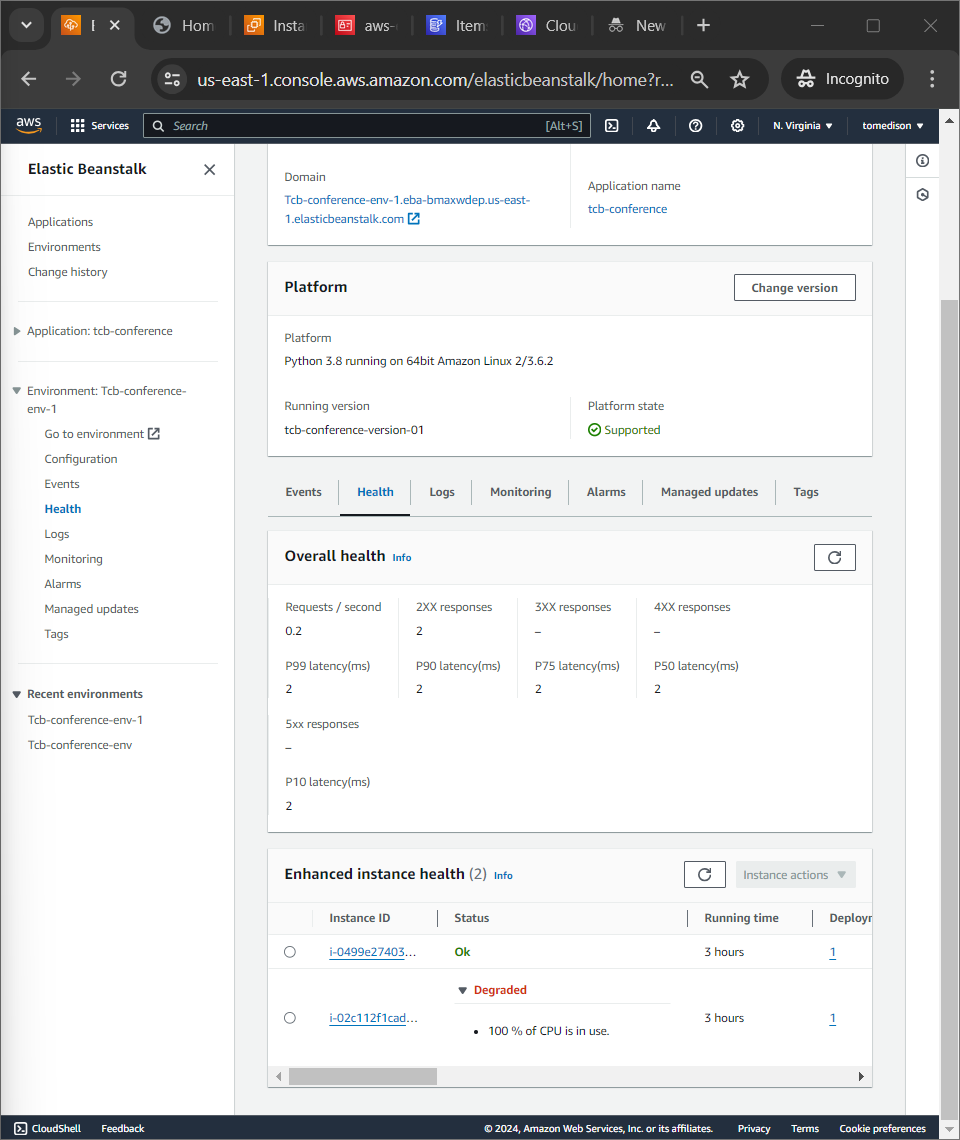 E
Hom
Insta
aws-
Item
Clou
New
us-east-1.console.aws.amazon.com/elasticbeanstalk/home?r...
Incognito
aws
Services
Search
[Alt+S]
N. Virginia
tomedison
Elastic Beanstalk
Applications
Environments
Change history
Application: tcb-conference
Environment: Tcb-conference-
env-1
Go to environment
Configuration
Events
Health
Logs
Monitoring
Alarms
Managed updates
Tags
Recent environments
Tcb-conference-env-1
Tcb-conference-env
Domain
Tcb-conference-env-1.eba-bmaxwdep.us-east-
1.elasticbeanstalk.com
Application name
tcb-conference
Platform
Change version
Platform
Python 3.8 running on 64bit Amazon Linux 2/3.6.2
Running version
tcb-conference-version-01
Platform state
Supported
Events
Health
Logs
Monitoring
Alarms
Managed updates
Tags
Overall health Info
Requests / second
0.2
2XX responses
2
3XX responses
–
4XX responses
–
P99 latency(ms)
2
P90 latency(ms)
2
P75 latency(ms)
2
P50 latency(ms)
2
5xx responses
–
P10 latency(ms)
2
Enhanced instance health (2) Info
Instance actions
Instance ID
Status
Running time
Deploym
i-0499e27403...
Ok
3 hours
1
i-02c112f1cad...
Degraded
• 100 % of CPU is in use.
3 hours
1
CloudShell
Feedback
© 2024, Amazon Web Services, Inc. or its affiliates.
Privacy
Terms
Cookie preferences